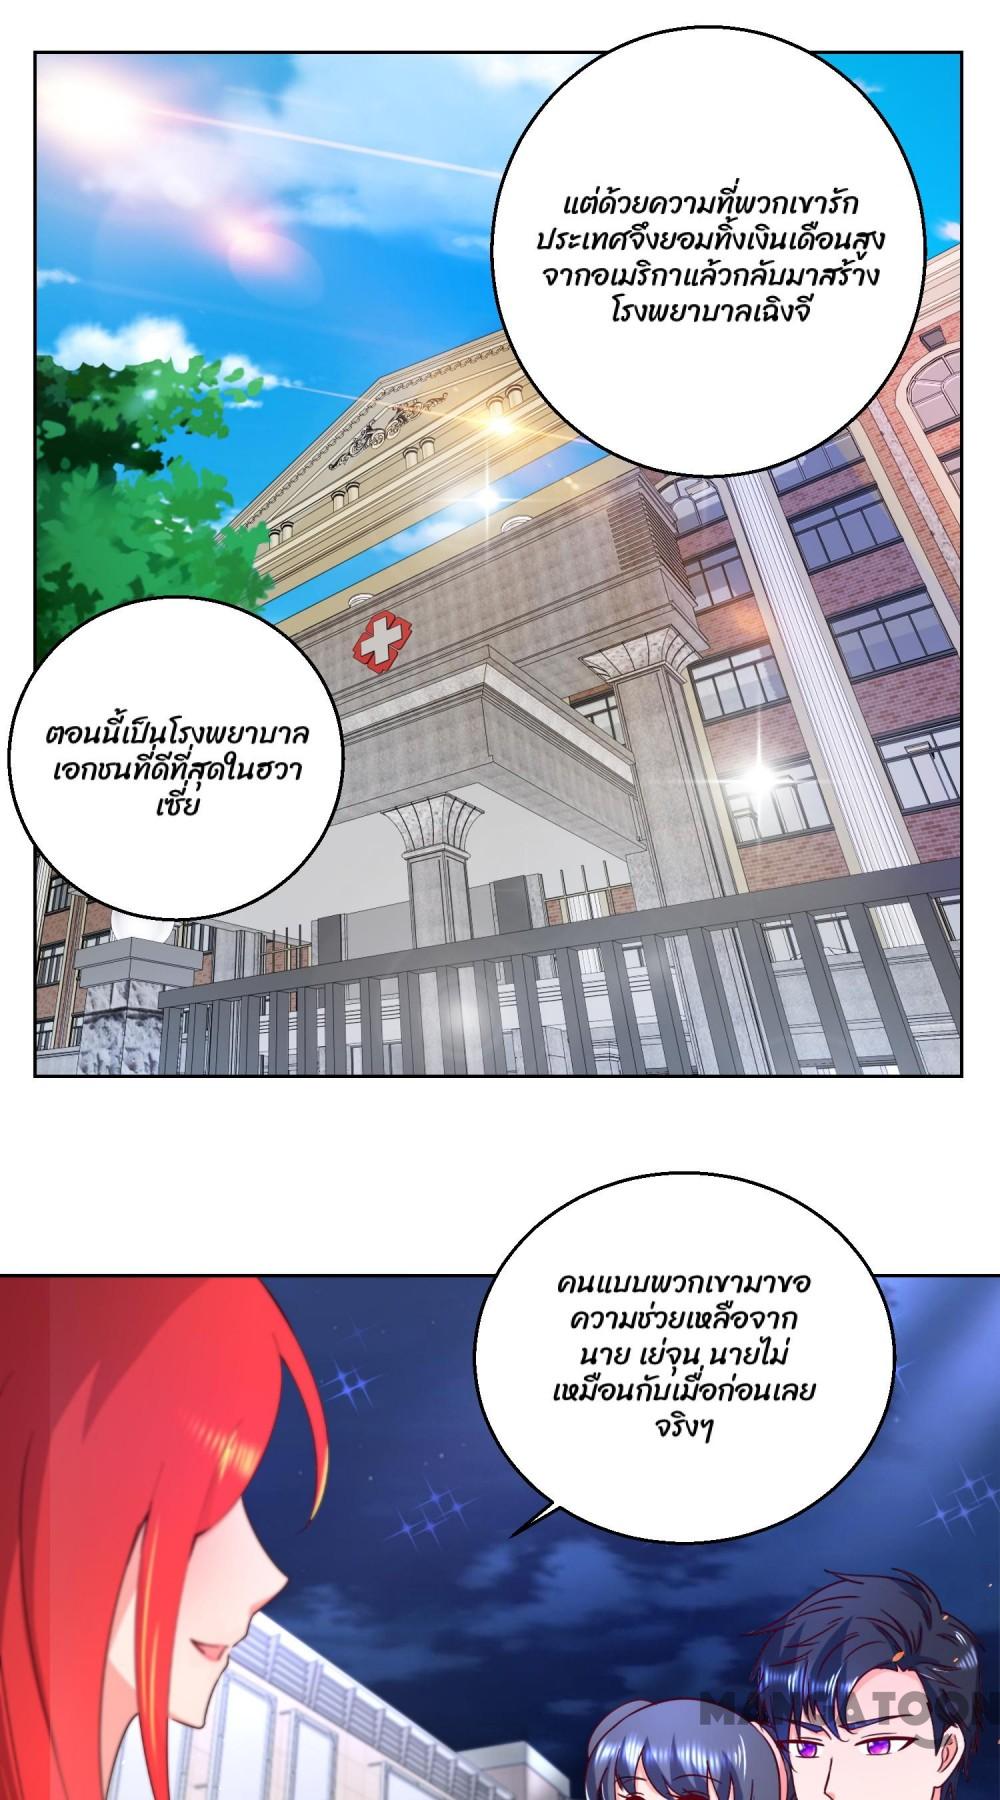 แต่ด้วยความที่พวกเขารัก
ประเทศจึงยอมทิ้งเงินเดือนสูง
จากอเมริกาแล้วกลับมาสร้าง
โรงพยาบาลเฉิงจี
ตอนนี้เป็นโรงพยาบาล
เอกชนที่ดีที่สุดในฮวา
เซี่ย
คนแบบพวกเขามาขอ
ความช่วยเหลือจาก
นาย เย่จุน นายไม่
เหมือนกับเมื่อก่อนเลย
จริงๆ
MANGATOON